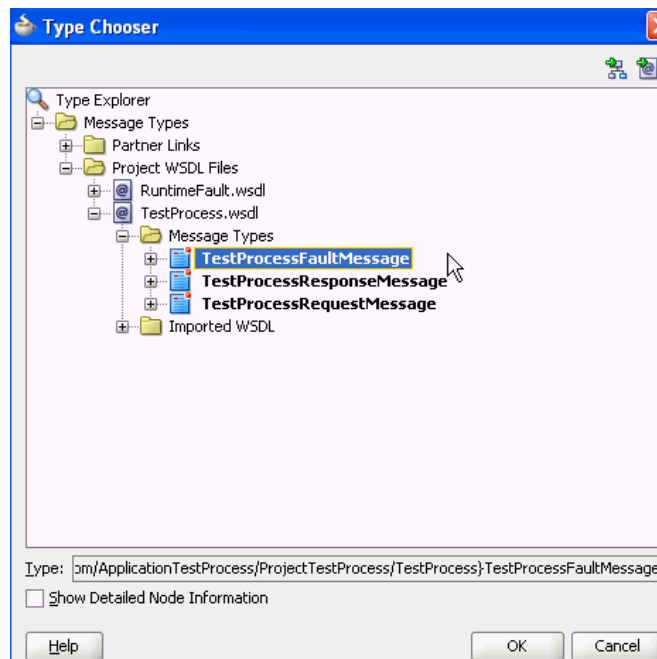 Type Chooser
Type Explorer
Message Types
Partner Links
Project WSDL Files
RuntimeFault.wsdl
TestProcess.wsdl
Message Types
TestProcessFaultMessage
TestProcessResponseMessage
TestProcessRequestMessage
Imported WSDL
Type: om/ApplicationTestProcess/ProjectTestProcess/TestProcess}TestProcessFaultMessage
Show Detailed Node Information
Help OK Cancel